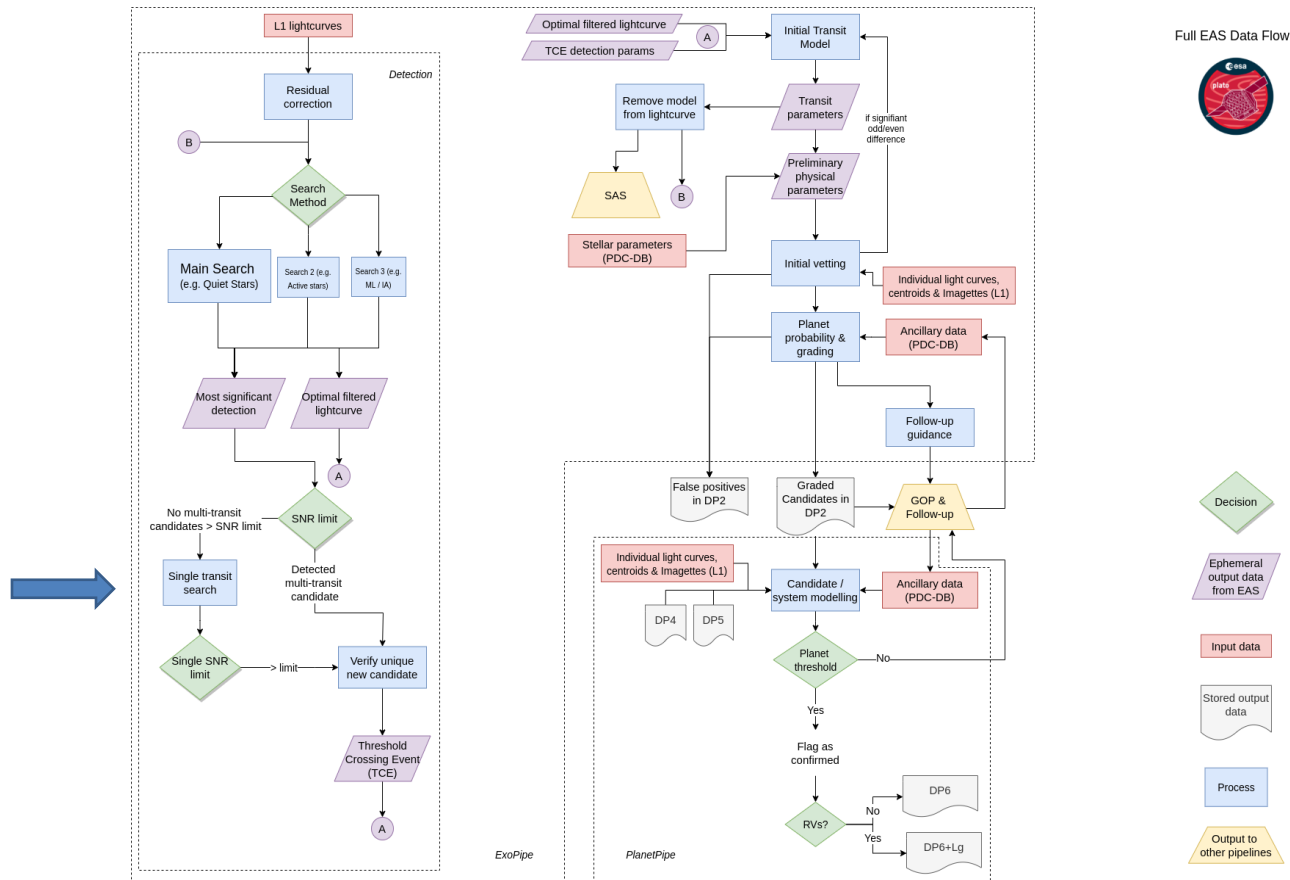 L1 lightcurves
Detection
Residual
correction
B
Search
Method
Main Search
(e.g. Quiet Stars)
Search 2 (e.g.
Active stars)
Search 3 (e.g.
ML / IA)
Most significant
detection
Optimal filtered
lightcurve
A
No multi-transit
candidates > SNR limit
SNR limit
Single transit
search
Detected
multi-transit
candidate
Single SNR
limit
> limit
Verify unique
new candidate
Threshold
Crossing Event
(TCE)
A
Optimal filtered lightcurve
TCE detection params
A
Initial Transit
Model
Remove model
from lightcurve
Transit
parameters
if signifiant
odd/even
difference
SAS
B
Preliminary
physical
parameters
Stellar parameters
(PDC-DB)
Initial vetting
Individual light curves,
centroids & Imagettes (L1)
Planet
probability &
grading
Ancillary data
(PDC-DB)
Follow-up
guidance
False positives
in DP2
Graded
Candidates in
DP2
GOP &
Follow-up
Individual light curves,
centroids & Imagettes (L1)
DP4
DP5
Candidate /
system modelling
Ancillary data
(PDC-DB)
Planet
threshold
No
Yes
Flag as
confirmed
RVs?
No
Yes
DP6
DP6+Lg
ExoPipe
PlanetPipe
Full EAS Data Flow
esa
plato
Decision
Ephemeral
output data
from EAS
Input data
Stored output
data
Process
Output to
other pipelines